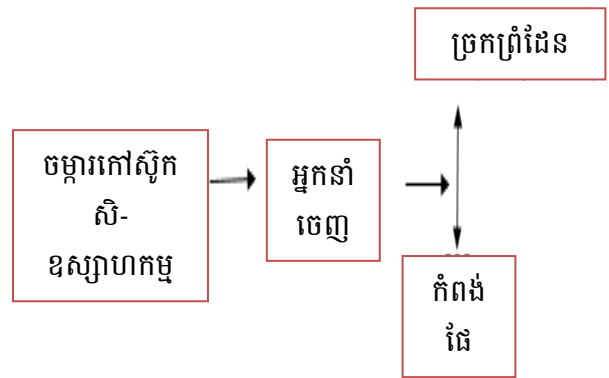 ច្រកព្រំដែន
ចម្ការកៅស៊ូក
សិ-
ឧស្សាហកម្ម
អ្នកនាំ
ចេញ
កំពង់
ផែ